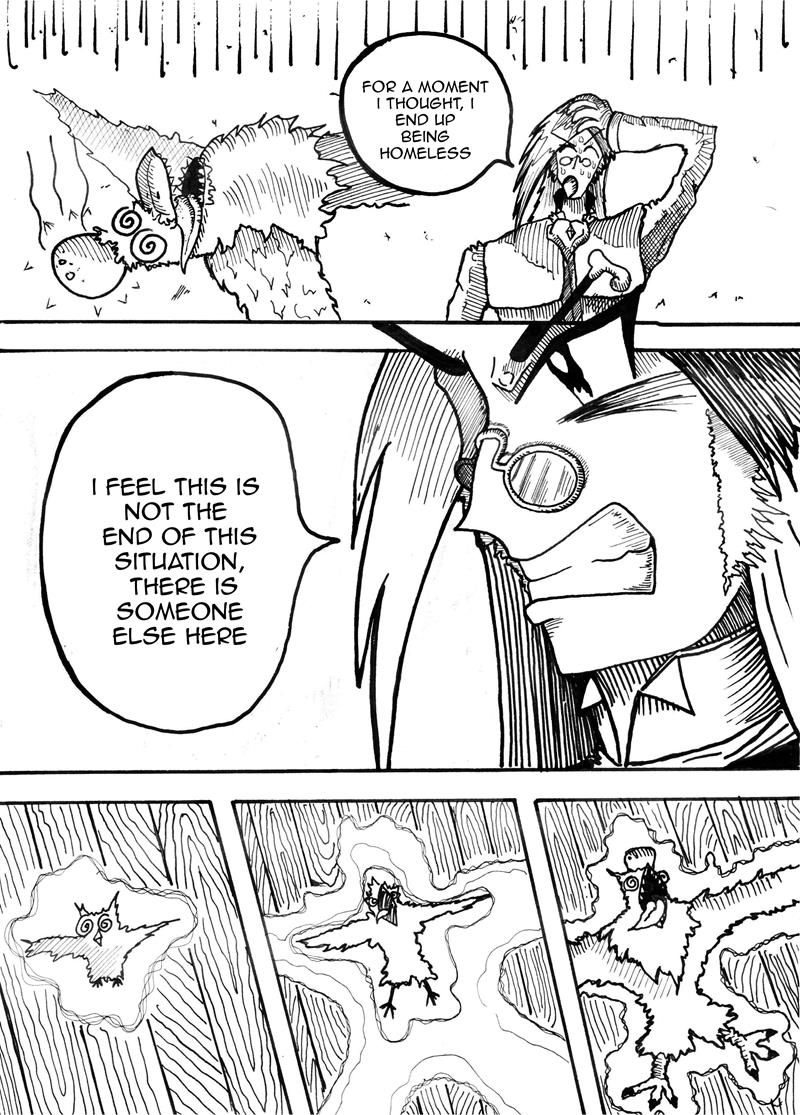 FOR A MOMENT
I THOUGHT, I
END UP
BEING
HOMELESS
I FEEL THIS IS
NOT THE
END OF THIS
SITUATION,
THERE IS
SOMEONE
ELSE HERE